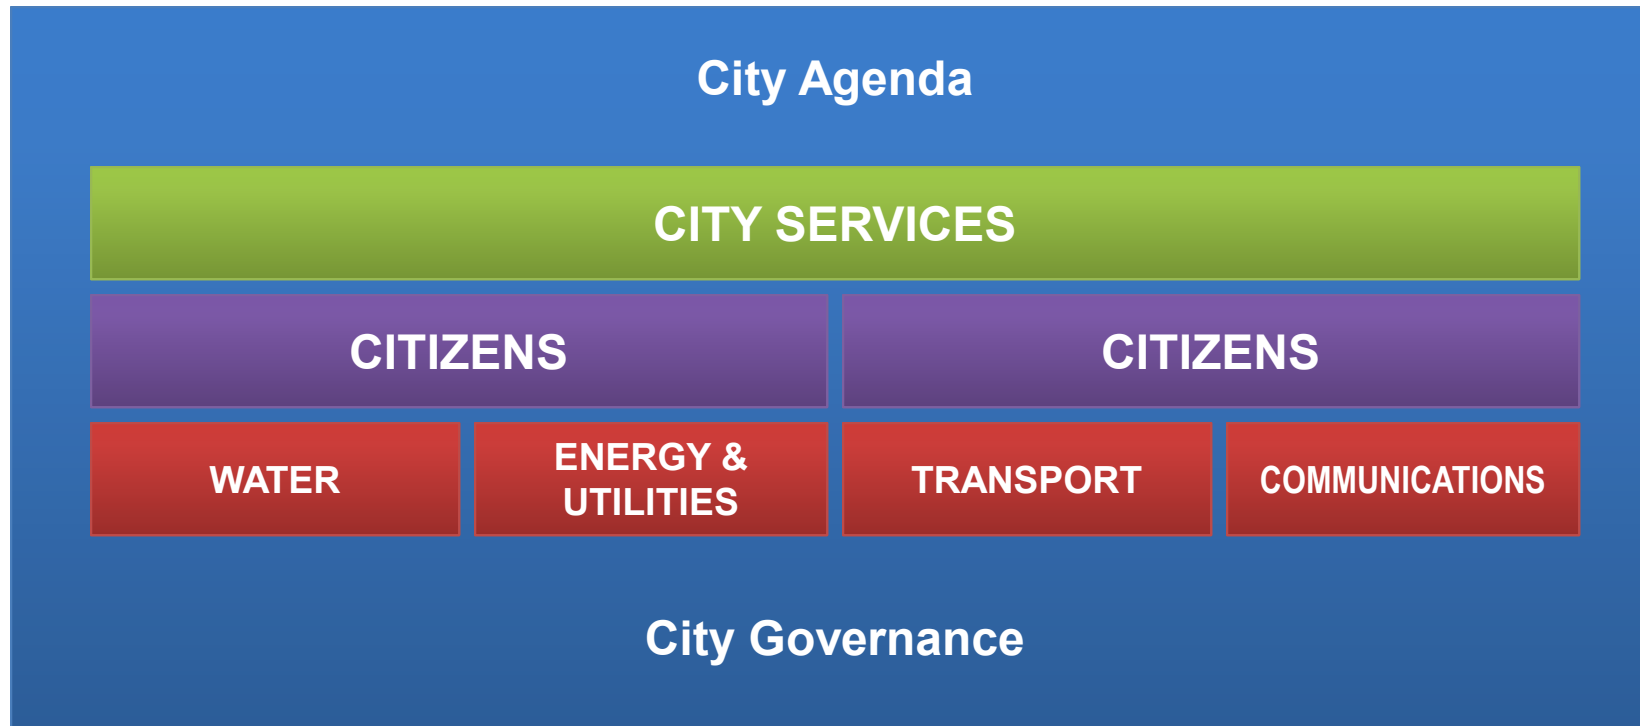 City Agenda
CITY SERVICES
CITIZENS
CITIZENS
WATER
ENERGY &
UTILITIES
TRANSPORT
COMMUNICATIONS
City Governance